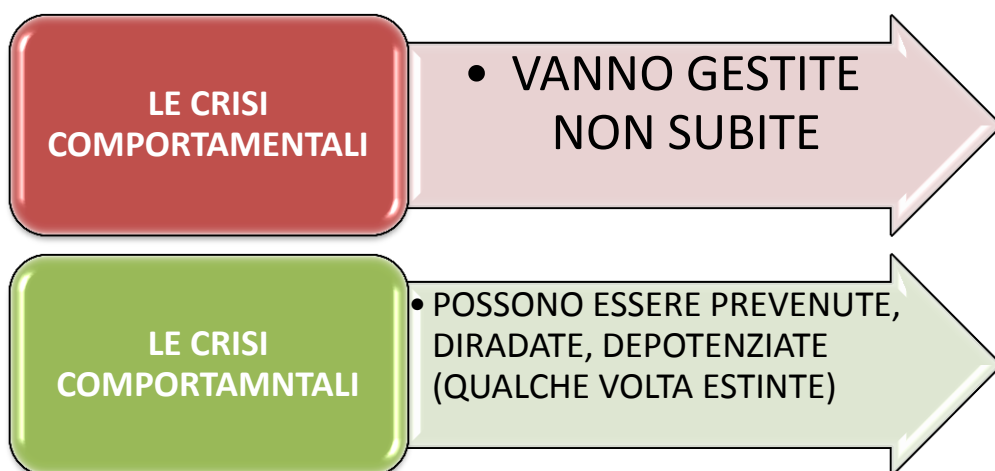 LE CRISI
COMPORTAMENTALI
• VANNO GESTITE
NON SUBITE
LE CRISI
COMPORTAMNTALI
• POSSONO ESSERE PREVENUTE,
DIRADATE, DEPOTENZIATE
(QUALCHE VOLTA ESTINTE)